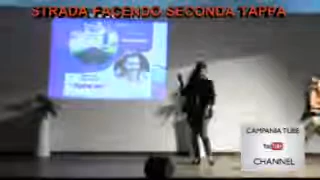 STRADA FACENDO SECONDA TAPPA
CAMPANIA TUBE
YouTube
CHANNEL